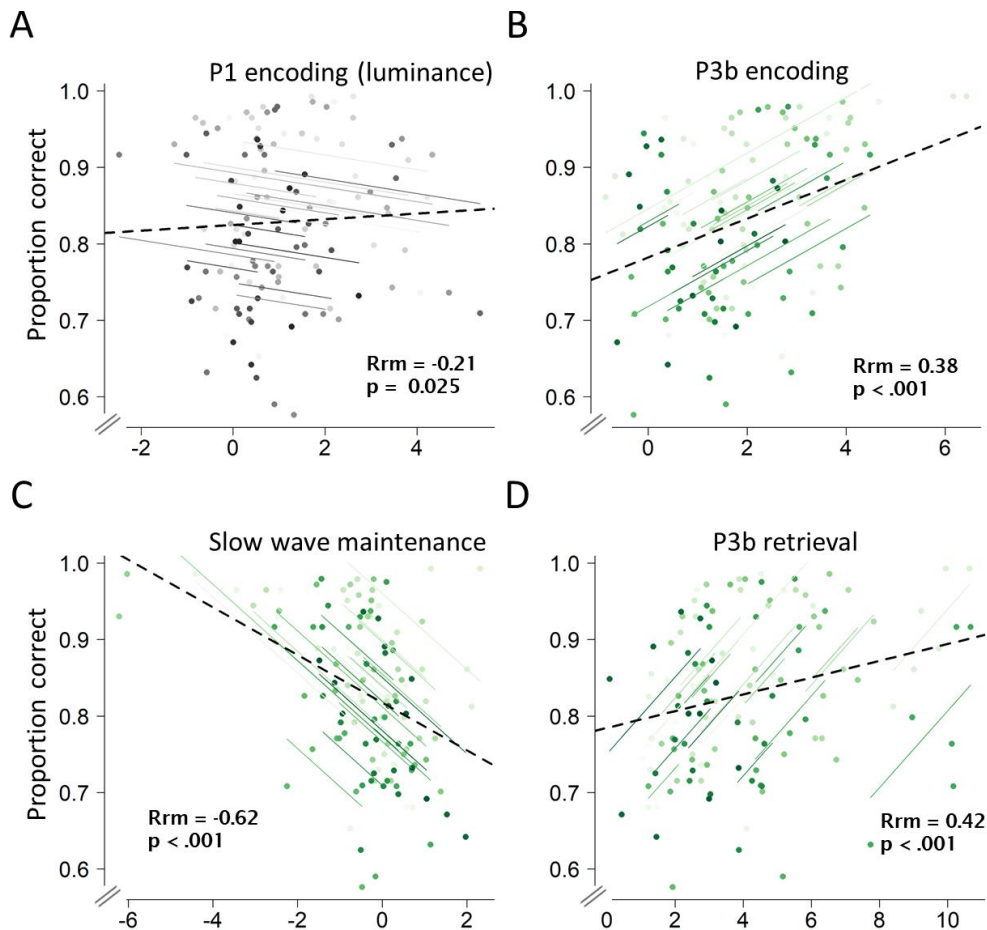 A
P1 encoding (luminance)
Proportion correct
1.0
0.9
0.8
0.7
0.6
Rrm = -0.21
p = 0.025
-2
0
2
4
B
P3b encoding
1.0
0.9
0.8
0.7
0.6
Rrm = 0.38
p < .001
0
2
4
6
C
Slow wave maintenance
Proportion correct
1.0
0.9
0.8
0.7
0.6
Rrm = -0.62
p < .001
-6
-4
-2
0
2
D
P3b retrieval
1.0
0.9
0.8
0.7
0.6
Rrm = 0.42
p < .001
0
2
4
6
8
10